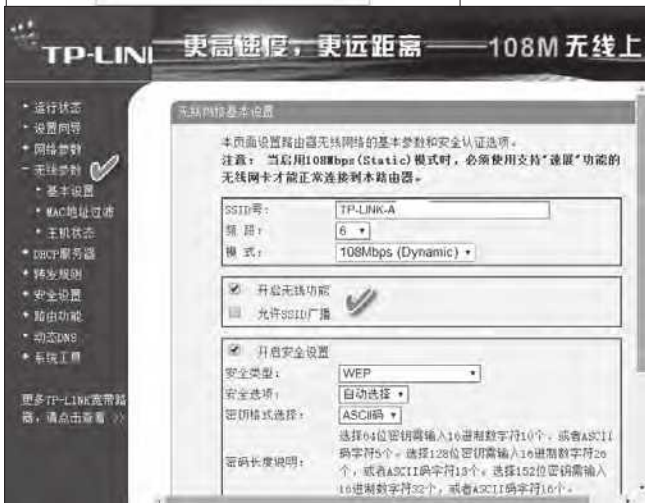 TP-LIN
更高速度，更远距离——108M 无线上
• 运行状态
• 设置向导
• 网络参数
- 无线参数
• 基本设置
• MAC地址过滤
• 主机状态
• DHCP服务器
• 转发规则
• 安全设置
• 路由功能
• 动态DNS
• 系统工具
更多TP-LINK宽带路
器，请点击查看 >>
无线网络基本设置
本页面设置路由器无线网络的基本参数和安全认证选项。
注意： 当启用108Mbps(Static)模式时，必须使用支持"速展"功能的
无线网卡才能正常连接到本路由器。
SSID号： TP-LINK-A
频 段： 6
模 式： 108Mbps (Dynamic)
开启无线功能
允许SSID广播
开启安全设置
安全类型： WEP
安全选项： 自动选择
密钥格式选择： ASCII码
密码长度说明：
选择64位密钥需输入16进制数字符10个，或者ASCII
码字符5个。选择128位密钥需输入16进制数字符26
个，或者ASCII码字符13个。选择152位密钥需输入
16进制数字符32个，或者ASCII码字符16个。